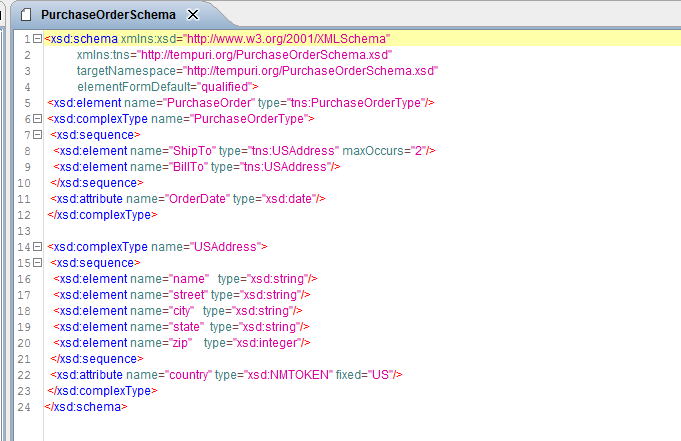 PurchaseOrderSchema
1 <xsd:schema xmlns:xsd="http://www.w3.org/2001/XMLSchema"
2 xmlns:tns="http://tempuri.org/PurchaseOrderSchema.xsd"
3 targetNamespace="http://tempuri.org/PurchaseOrderSchema.xsd"
4 elementFormDefault="qualified">
5 <xsd:element name="PurchaseOrder" type="tns:PurchaseOrderType"/>
6 <xsd:complexType name="PurchaseOrderType">
7 <xsd:sequence>
8 <xsd:element name="ShipTo" type="tns:USAddress" maxOccurs="2"/>
9 <xsd:element name="BillTo" type="tns:USAddress"/>
10 </xsd:sequence>
11 <xsd:attribute name="OrderDate" type="xsd:date"/>
12 </xsd:complexType>
13
14 <xsd:complexType name="USAddress">
15 <xsd:sequence>
16 <xsd:element name="name" type="xsd:string"/>
17 <xsd:element name="street" type="xsd:string"/>
18 <xsd:element name="city" type="xsd:string"/>
19 <xsd:element name="state" type="xsd:string"/>
20 <xsd:element name="zip" type="xsd:integer"/>
21 </xsd:sequence>
22 <xsd:attribute name="country" type="xsd:NMTOKEN" fixed="US"/>
23 </xsd:complexType>
24 </xsd:schema>